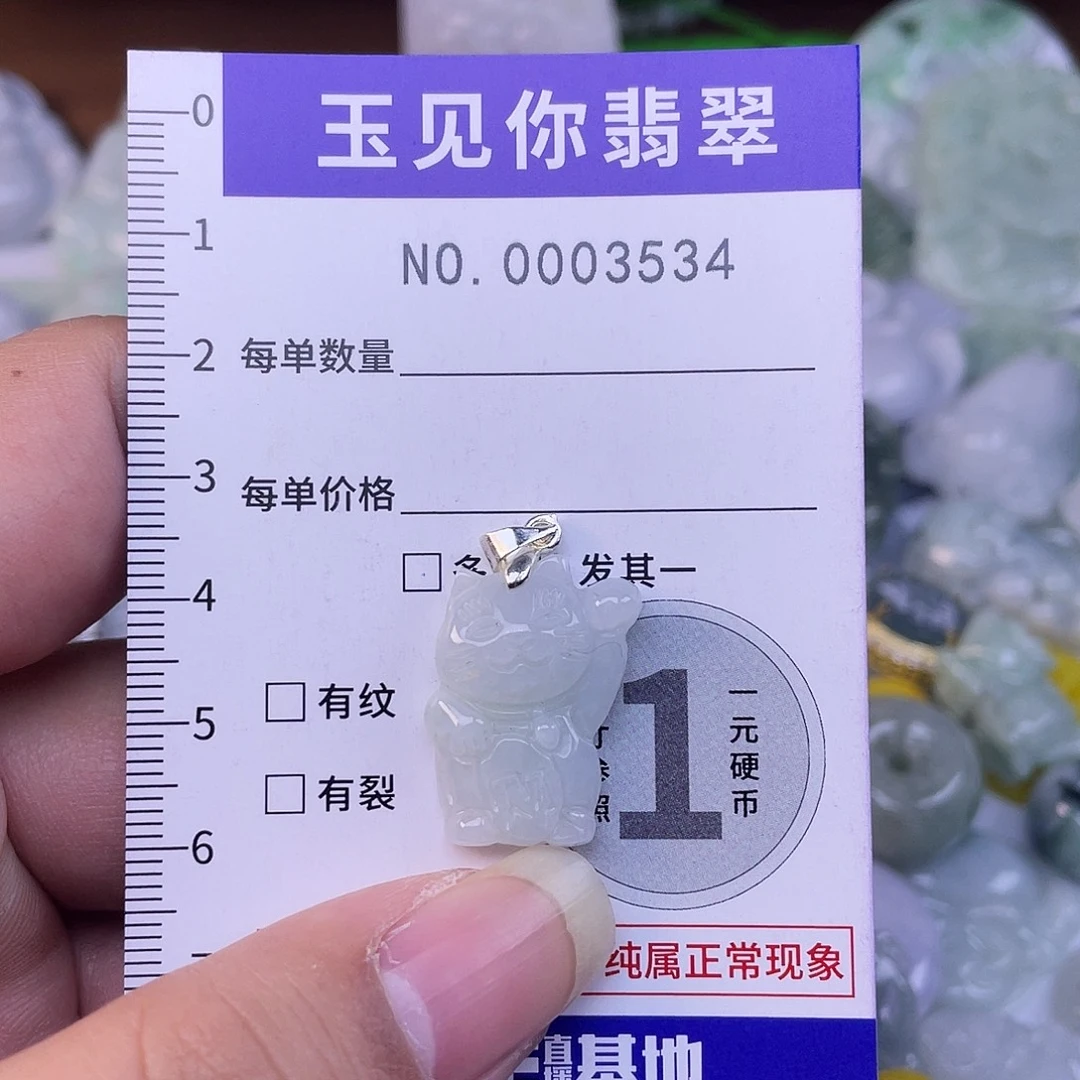 玉见你翡翠
NO. 0003534
每单数量
每单价格
发其一
有纹
有裂
1
一元硬币
纯属正常现象
基地
0
1
2
3
4
5
6